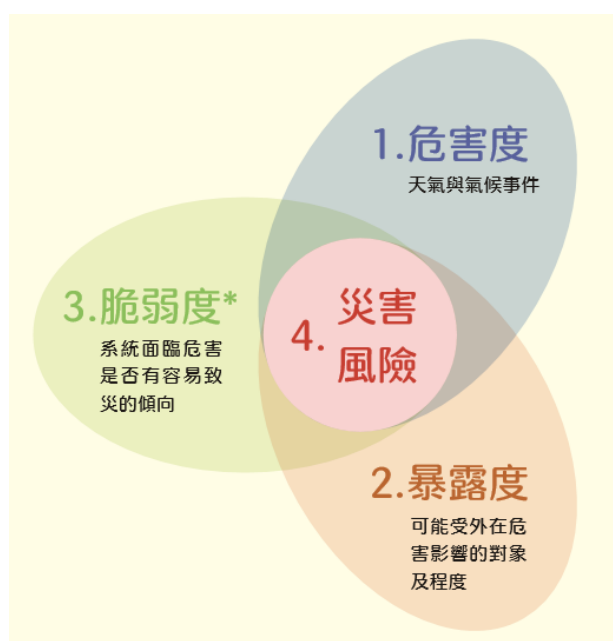 1.危害度
天氣與氣候事件
3.脆弱度*
系統面臨危害
是否有容易致
災的傾向
4.
災害
風險
2.暴露度
可能受外在危
害影響的對象
及程度